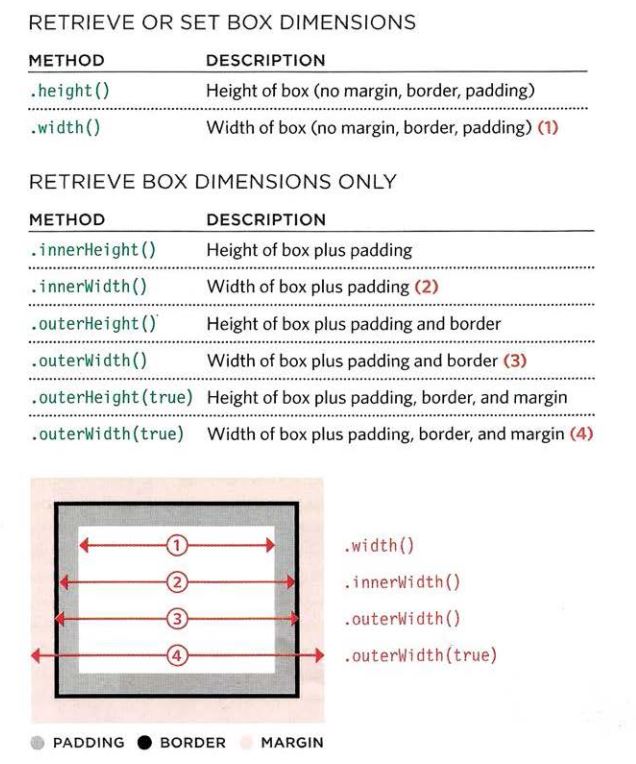 RETRIEVE OR SET BOX DIMENSIONS
METHOD DESCRIPTION
.height() Height of box (no margin, border, padding)
.width() Width of box (no margin, border, padding) (1)
RETRIEVE BOX DIMENSIONS ONLY
METHOD DESCRIPTION
.innerHeight() Height of box plus padding
.innerWidth() Width of box plus padding (2)
.outerHeight() Height of box plus padding and border
.outerWidth() Width of box plus padding and border (3)
.outerHeight(true) Height of box plus padding, border, and margin
.outerWidth(true) Width of box plus padding, border, and margin (4)
1 .width()
2 .innerWidth()
3 .outerWidth()
4 .outerWidth(true)
PADDING BORDER MARGIN